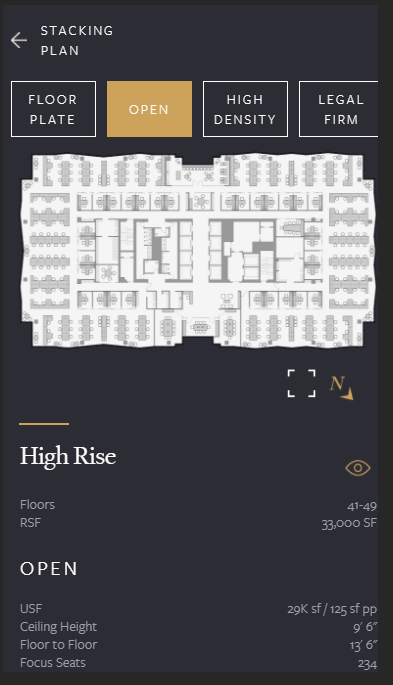 STACKING
PLAN
FLOOR
PLATE
OPEN
HIGH
DENSITY
LEGAL
FIRM
N
High Rise
Floors 41-49
RSF 33,000 SF
OPEN
USF 29K sf / 125 sf pp
Ceiling Height 9' 6"
Floor to Floor 13' 6"
Focus Seats 234